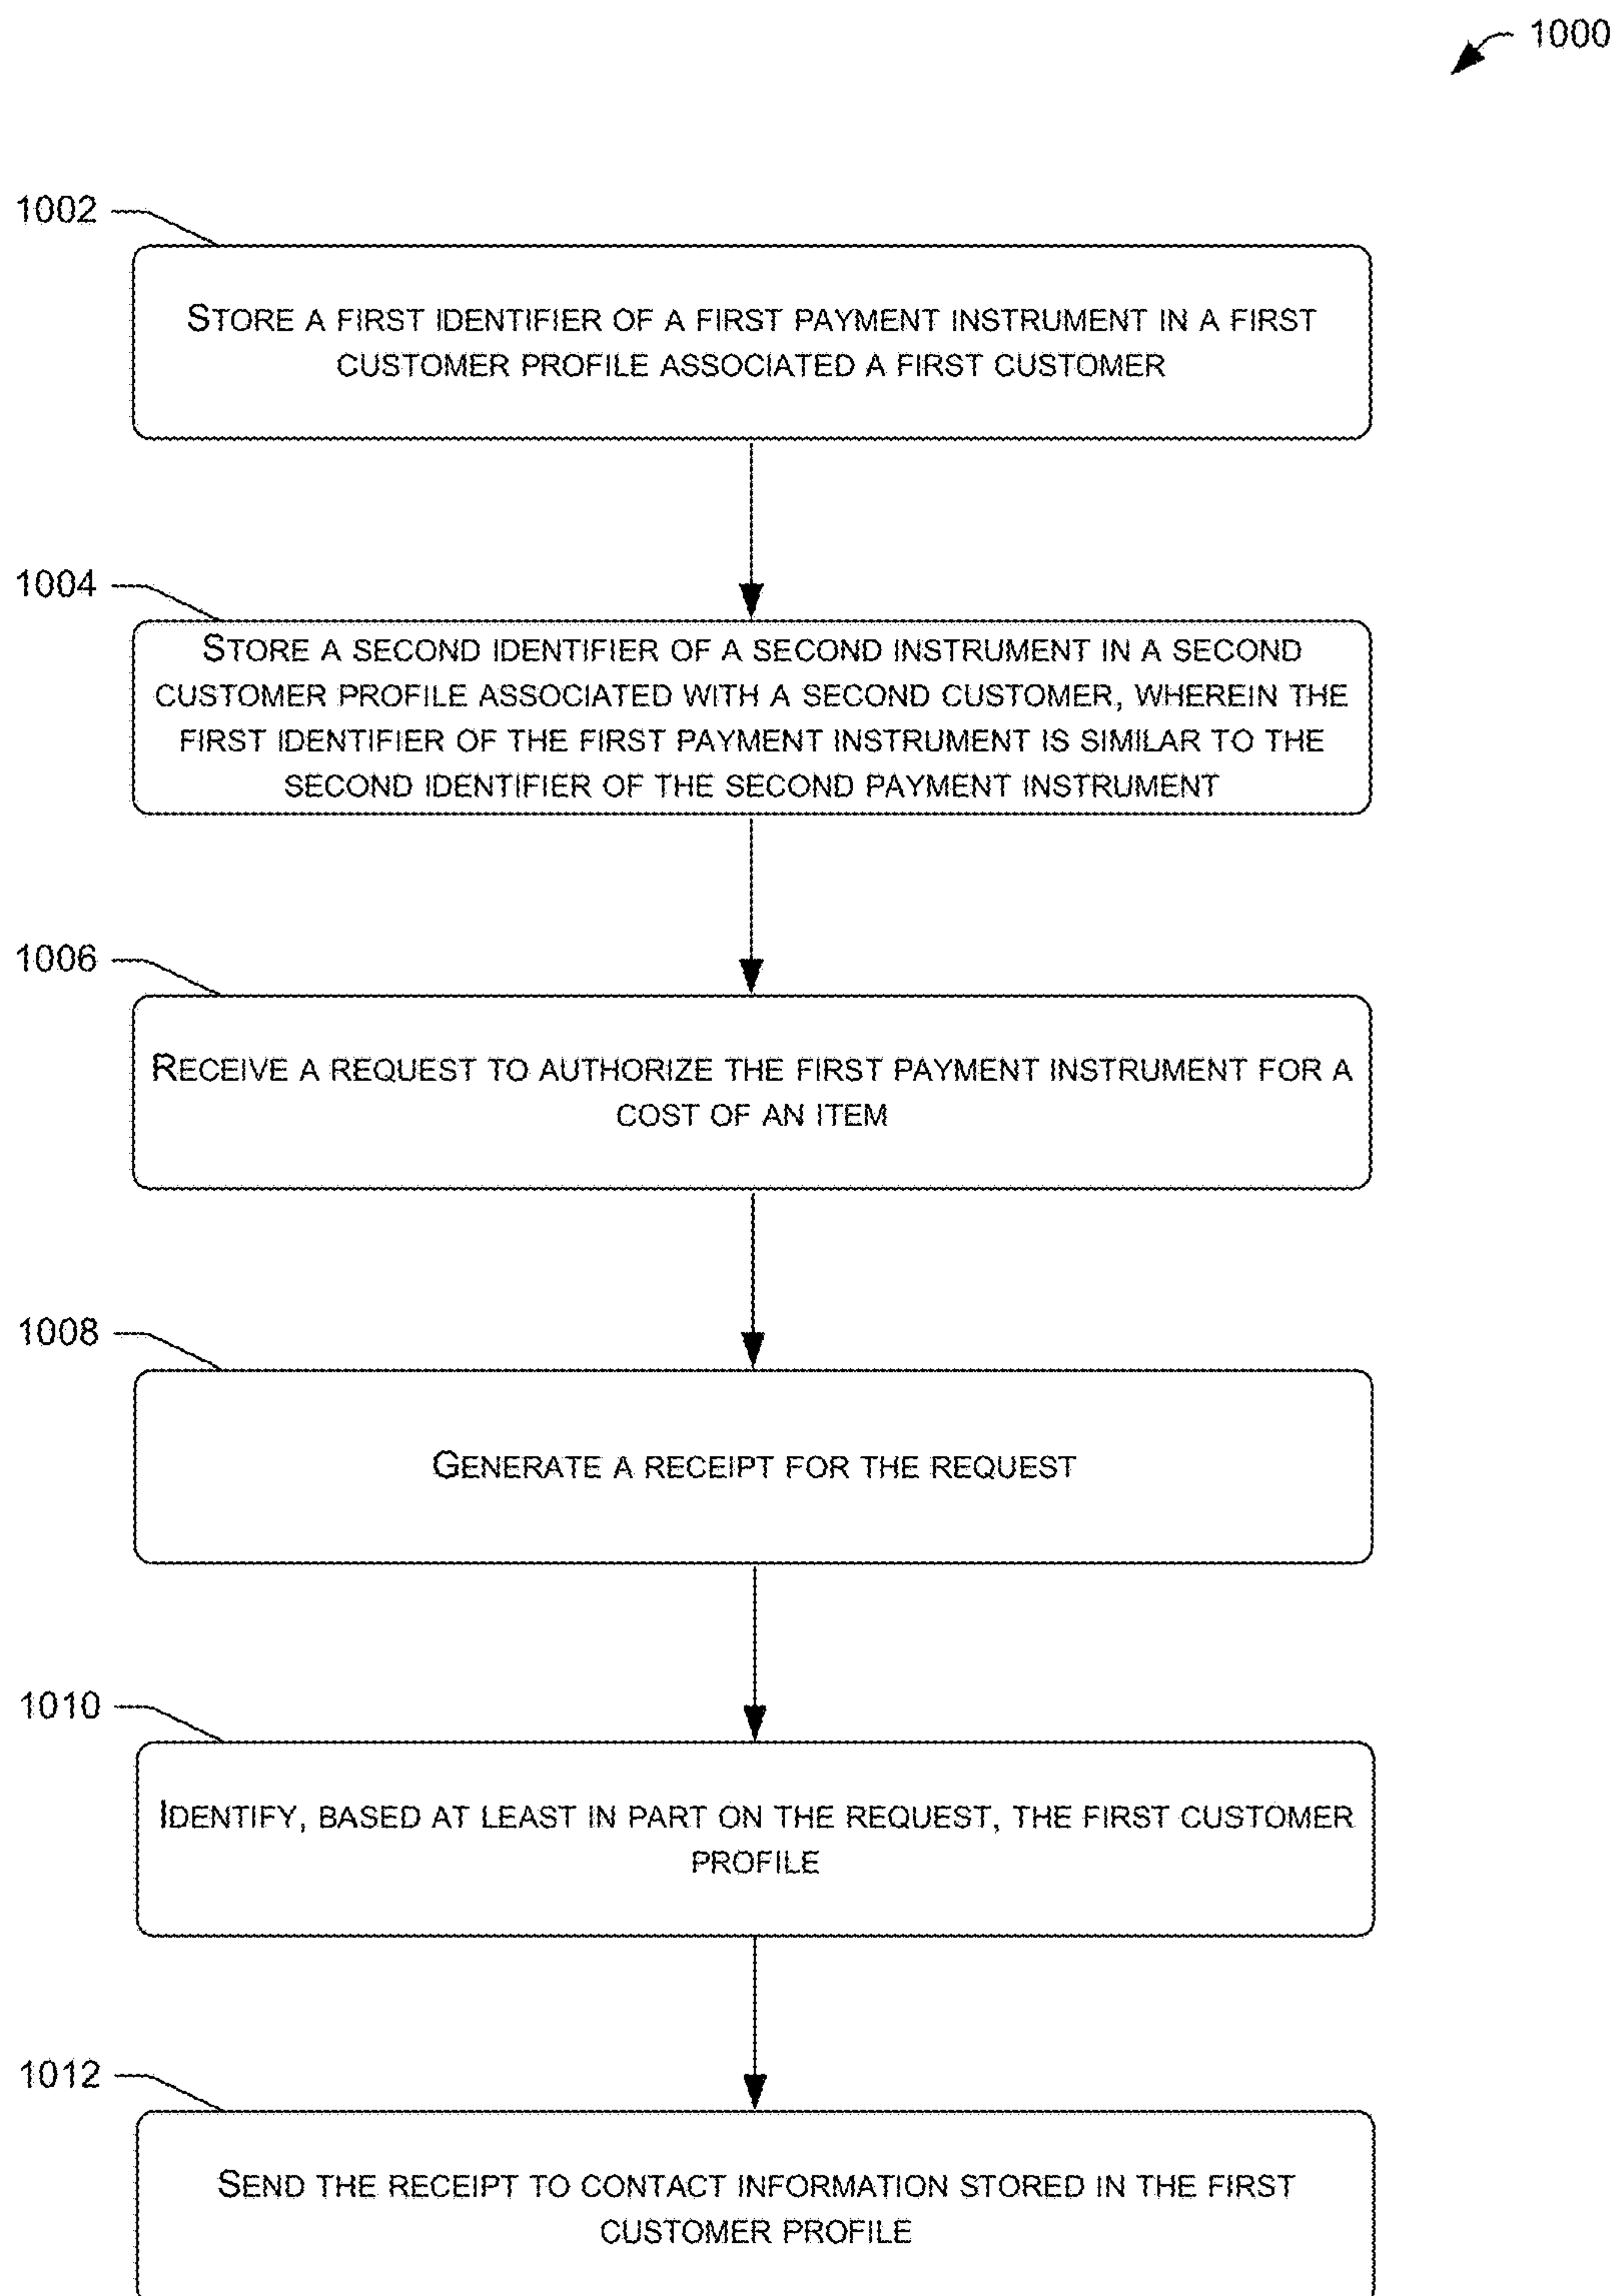 1000
1002
STORE A FIRST IDENTIFIER OF A FIRST PAYMENT INSTRUMENT IN A FIRST
CUSTOMER PROFILE ASSOCIATED A FIRST CUSTOMER
1004
STORE A SECOND IDENTIFIER OF A SECOND INSTRUMENT IN A SECOND
CUSTOMER PROFILE ASSOCIATED WITH A SECOND CUSTOMER, WHEREIN THE
FIRST IDENTIFIER OF THE FIRST PAYMENT INSTRUMENT IS SIMILAR TO THE
SECOND IDENTIFIER OF THE SECOND PAYMENT INSTRUMENT
1006
RECEIVE A REQUEST TO AUTHORIZE THE FIRST PAYMENT INSTRUMENT FOR A
COST OF AN ITEM
1008
GENERATE A RECEIPT FOR THE REQUEST
1010
IDENTIFY, BASED AT LEAST IN PART ON THE REQUEST, THE FIRST CUSTOMER
PROFILE
1012
SEND THE RECEIPT TO CONTACT INFORMATION STORED IN THE FIRST
CUSTOMER PROFILE